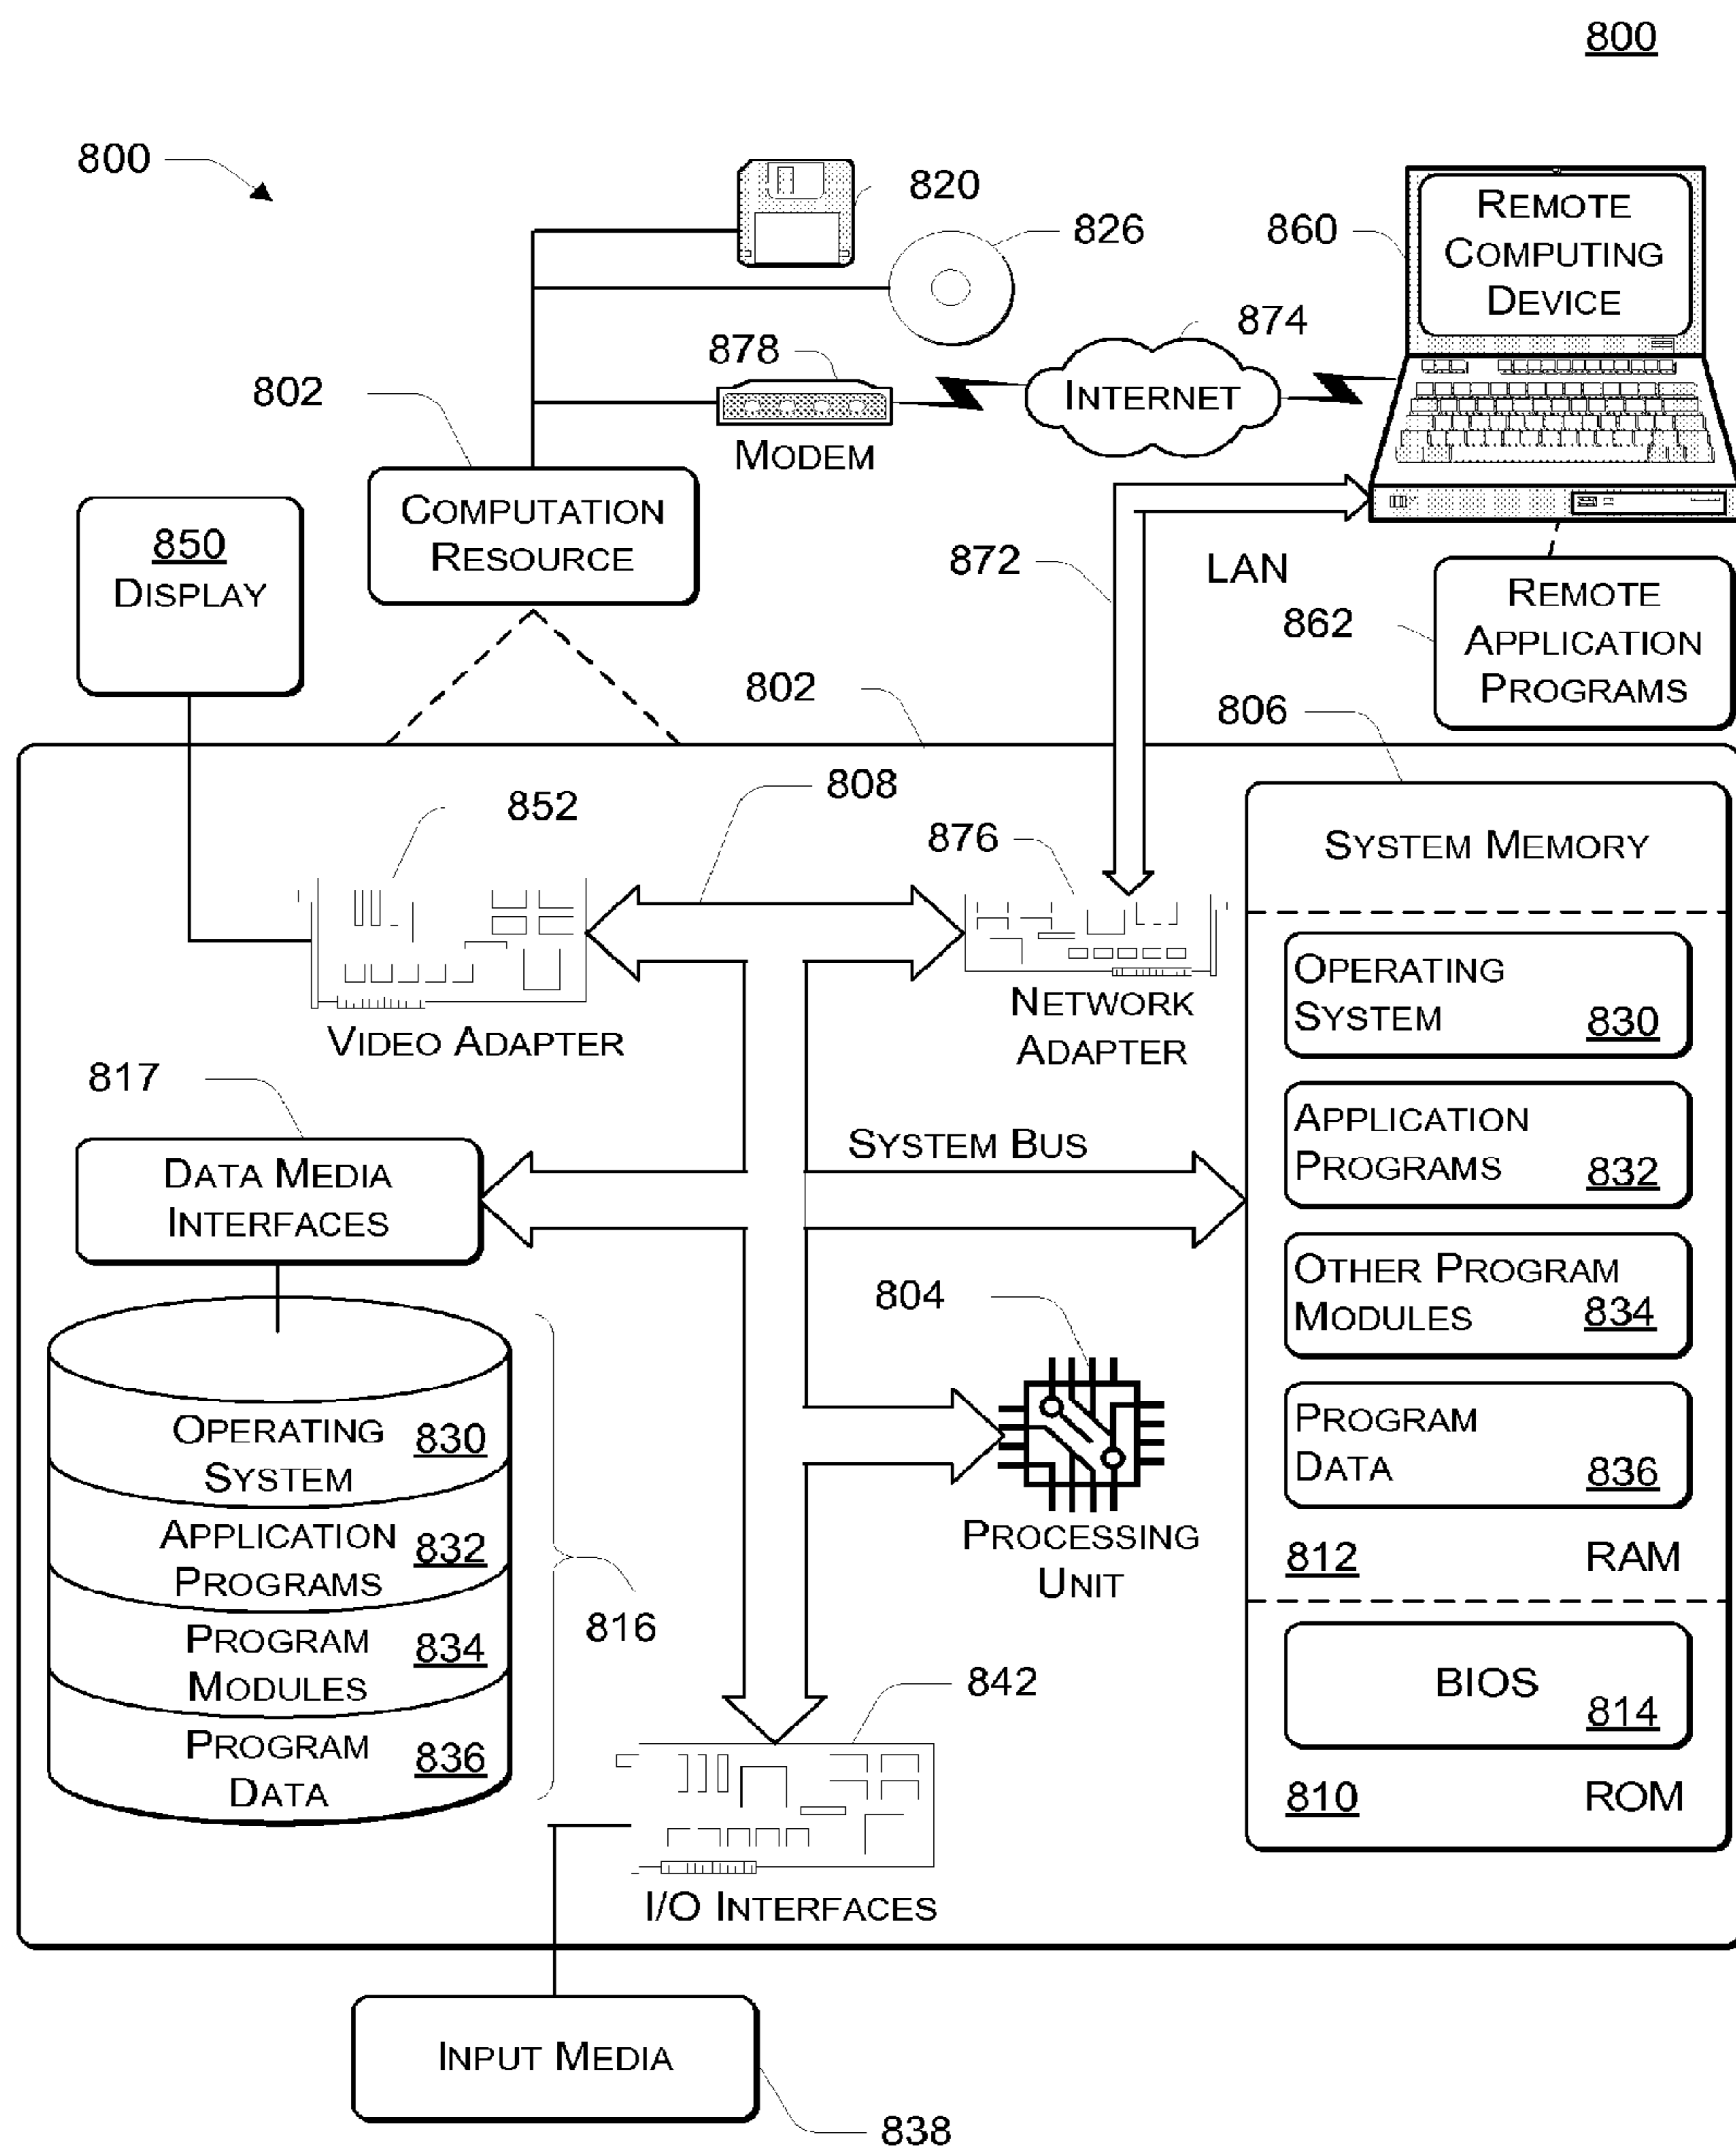 800
800
820
826
860
REMOTE
COMPUTING
DEVICE
874
878
INTERNET
802
MODEM
COMPUTATION
RESOURCE
850
DISPLAY
872
LAN
862
REMOTE
APPLICATION
PROGRAMS
802
806
808
852
876
SYSTEM MEMORY
VIDEO ADAPTER
NETWORK
ADAPTER
OPERATING
SYSTEM 830
817
DATA MEDIA
INTERFACES
SYSTEM BUS
APPLICATION
PROGRAMS 832
804
OTHER PROGRAM
MODULES 834
PROCESSING
UNIT
PROGRAM
DATA 836
812 RAM
OPERATING 830
SYSTEM
APPLICATION 832
PROGRAMS
PROGRAM 834
MODULES
PROGRAM 836
DATA
816
842
BIOS
814
810 ROM
I/O INTERFACES
INPUT MEDIA
838